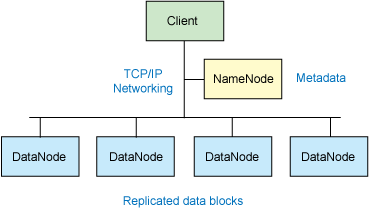 Client
TCP/IP
Networking
NameNode
Metadata
DataNode
DataNode
DataNode
DataNode
Replicated data blocks